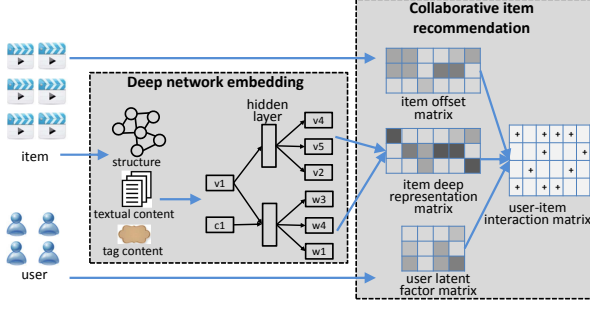 Collaborative item
recommendation
Deep network embedding
item
structure
textual content
tag content
hidden
layer
v1
c1
v4
v5
v2
w3
w4
w1
item offset
matrix
item deep
representation
matrix
user latent
factor matrix
+ + + +
+ +
+ +
+ + + +
user-item
interaction matrix
user